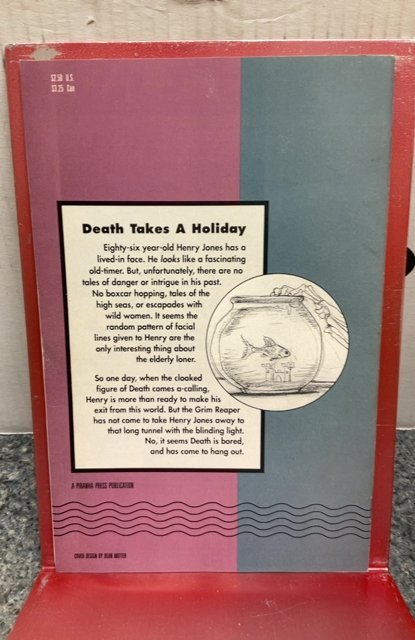 $2.50 U.S.
$3.25 Can
Death Takes A Holiday
Eighty-six year-old Henry Jones has a
lived-in face. He looks like a fascinating
old-timer. But, unfortunately, there are no
tales of danger or intrigue in his past.
No boxcar hopping, tales of the
high seas, or escapades with
wild women. It seems the
random pattern of facial
lines given to Henry are the
only interesting thing about
the elderly loner.
So one day, when the cloaked
figure of Death comes a-calling,
Henry is more than ready to make his
exit from this world. But the Grim Reaper
has not come to take Henry Jones away to
that long tunnel with the blinding light.
No, it seems Death is bored,
and has come to hang out.
A PIRANHA PRESS PUBLICATION
COVER DESIGN BY DEAN MOTTER